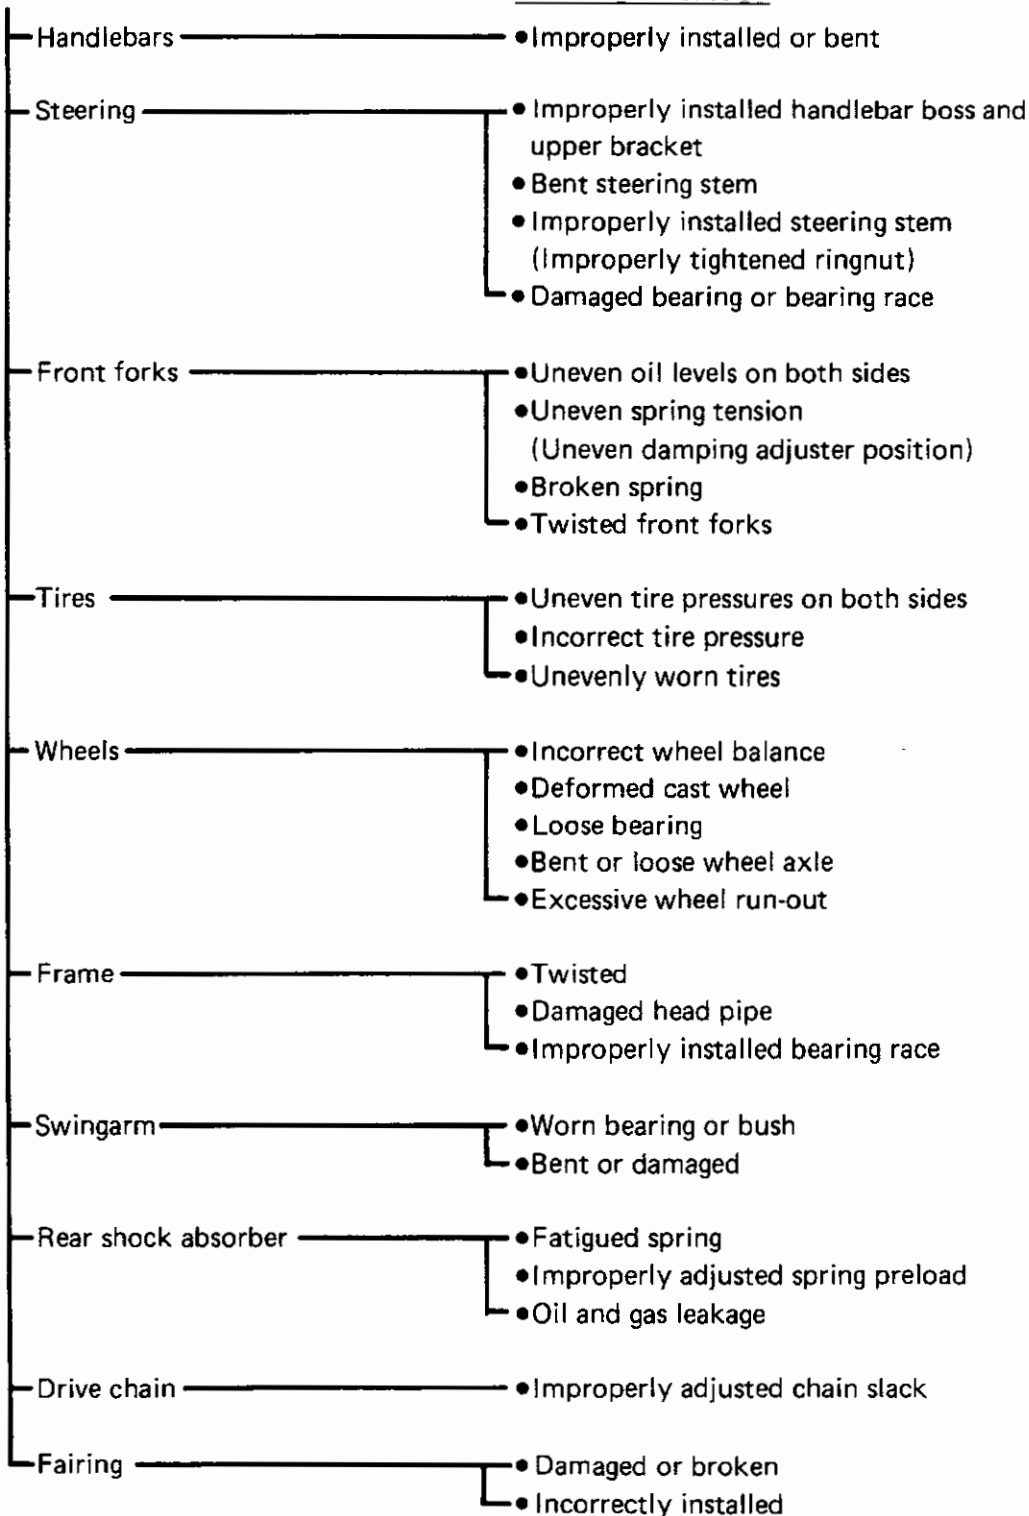 Handlebars • Improperly installed or bent
Steering • Improperly installed handlebar boss and
upper bracket
• Bent steering stem
• Improperly installed steering stem
(Improperly tightened ringnut)
• Damaged bearing or bearing race
Front forks • Uneven oil levels on both sides
• Uneven spring tension
(Uneven damping adjuster position)
• Broken spring
• Twisted front forks
Tires • Uneven tire pressures on both sides
• Incorrect tire pressure
• Unevenly worn tires
Wheels • Incorrect wheel balance
• Deformed cast wheel
• Loose bearing
• Bent or loose wheel axle
• Excessive wheel run-out
Frame • Twisted
• Damaged head pipe
• Improperly installed bearing race
Swingarm • Worn bearing or bush
• Bent or damaged
Rear shock absorber • Fatigued spring
• Improperly adjusted spring preload
• Oil and gas leakage
Drive chain • Improperly adjusted chain slack
Fairing • Damaged or broken
• Incorrectly installed